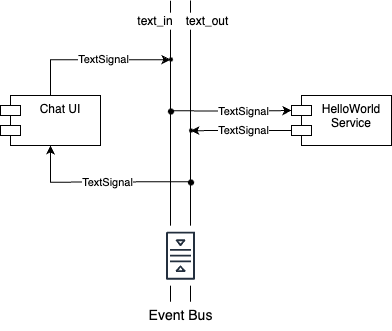 text_in text_out
TextSignal
Chat UI
TextSignal
HelloWorld
Service
TextSignal
TextSignal
Event Bus